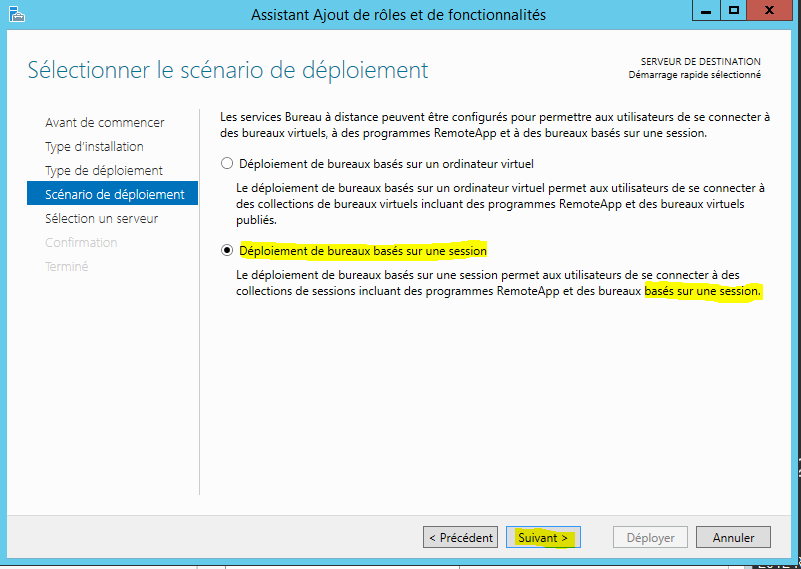 Assistant Ajout de rôles et de fonctionnalités
Sélectionner le scénario de déploiement
SERVEUR DE DESTINATION
Démarrage rapide sélectionné
Avant de commencer
Type d'installation
Type de déploiement
Scénario de déploiement
Sélection un serveur
Confirmation
Terminé
Les services Bureau à distance peuvent être configurés pour permettre aux utilisateurs de se connecter à
des bureaux virtuels, à des programmes RemoteApp et à des bureaux basés sur une session.
Déploiement de bureaux basés sur un ordinateur virtuel
Le déploiement de bureaux basés sur un ordinateur virtuel permet aux utilisateurs de se connecter à
des collections de bureaux virtuels incluant des programmes RemoteApp et des bureaux virtuels
publiés.
Déploiement de bureaux basés sur une session
Le déploiement de bureaux basés sur une session permet aux utilisateurs de se connecter à des
collections de sessions incluant des programmes RemoteApp et des bureaux basés sur une session.
< Précédent
Suivant >
Déployer
Annuler